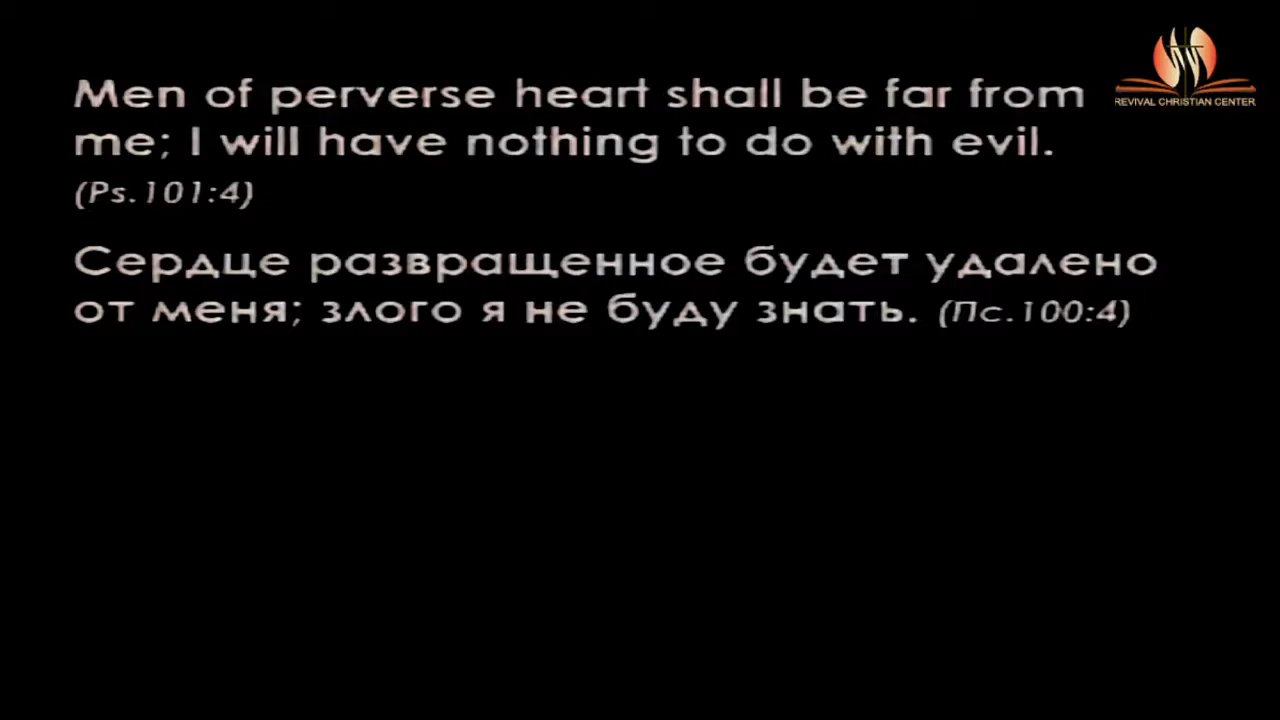 Men of perverse heart shall be far from
me; I will have nothing to do with evil.
(Ps.101:4)
Сердце развращенное будет удалено
от меня; злого я не буду знать. (Пс.100:4)
REVIVAL CHRISTIAN CENTER